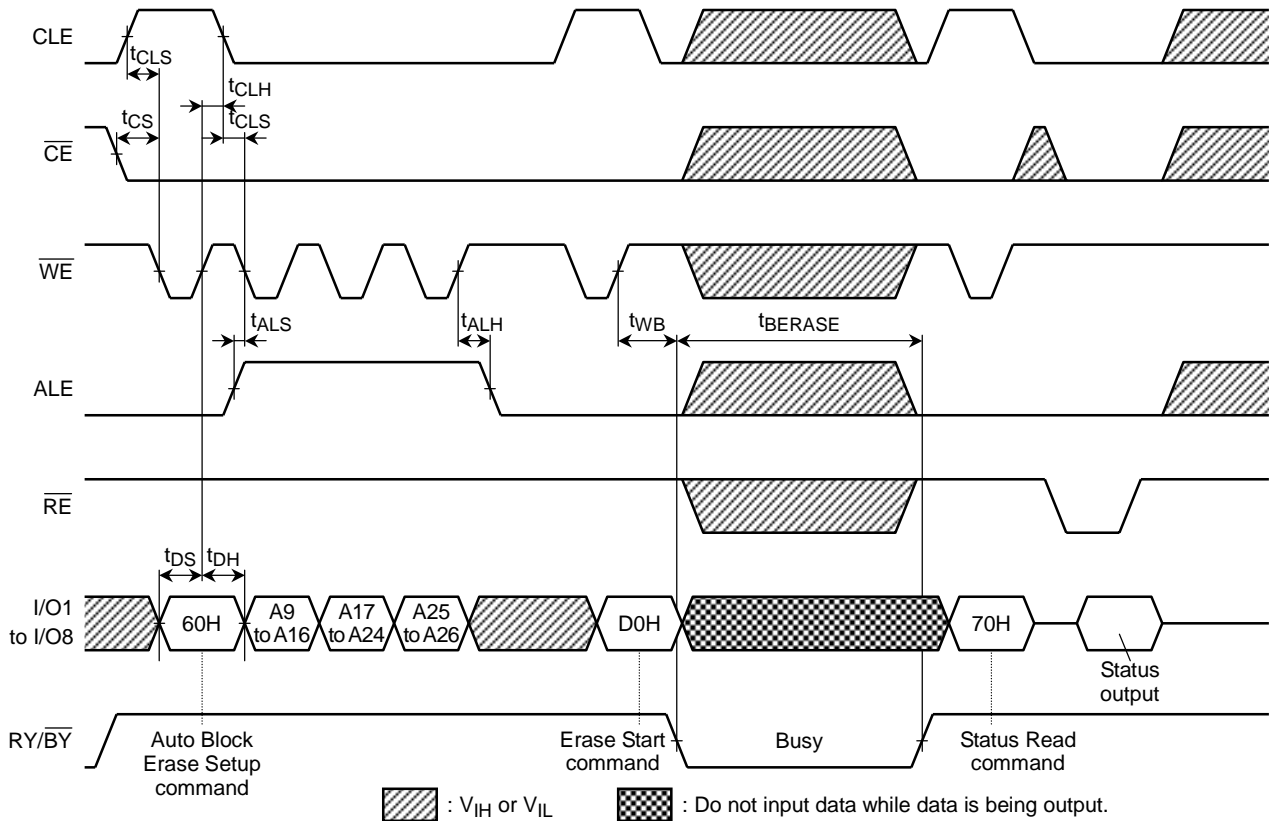 CLE
tCLS
tCLH
tCS
tCLS
CE
WE
tALS
tALH
tWB
tBERASE
ALE
RE
tDS
tDH
I/O1
to I/O8
60H
A9
to A16
A17
to A24
A25
to A26
D0H
70H
Status
output
RY/BY
Auto Block
Erase Setup
command
Erase Start
command
Busy
Status Read
command
: VIH or VIL
: Do not input data while data is being output.